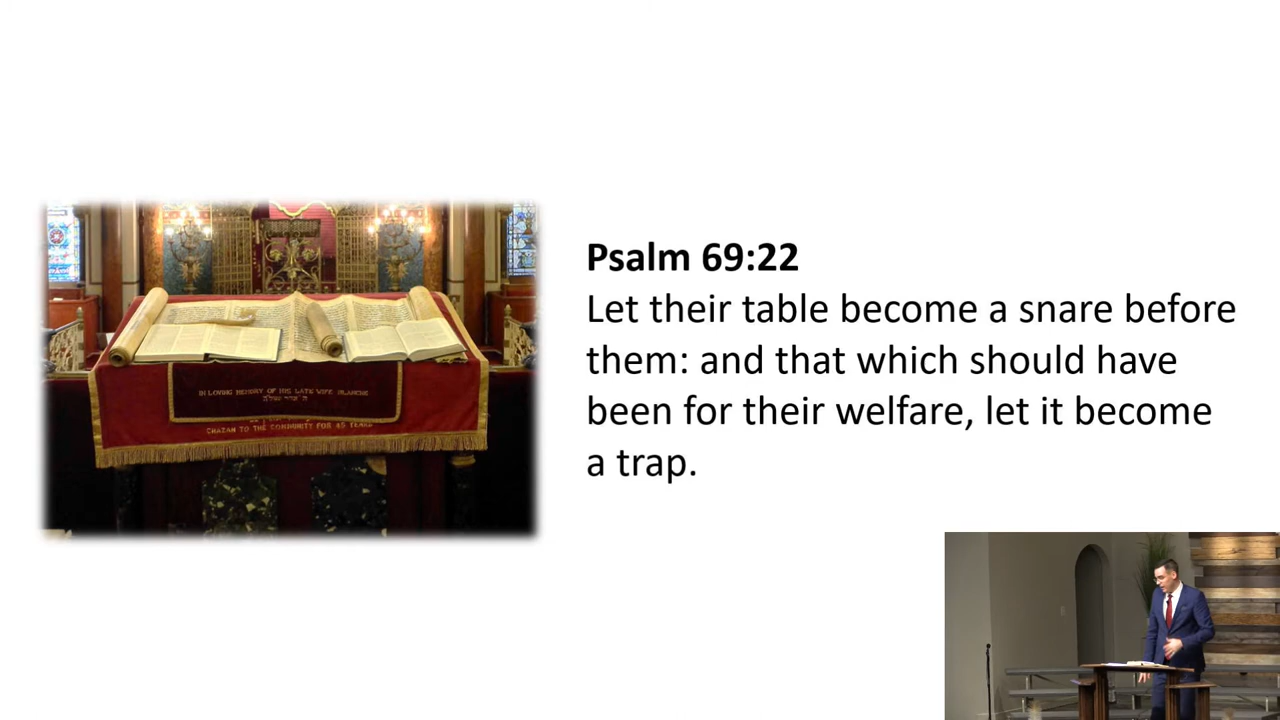 IN LOVING MEMORY OF HIS LATE WIFE BLANCHE
CHAZAN TO THE COMMUNITY FOR 45 YEARS
Psalm 69:22
Let their table become a snare before
them: and that which should have
been for their welfare, let it become
a trap.